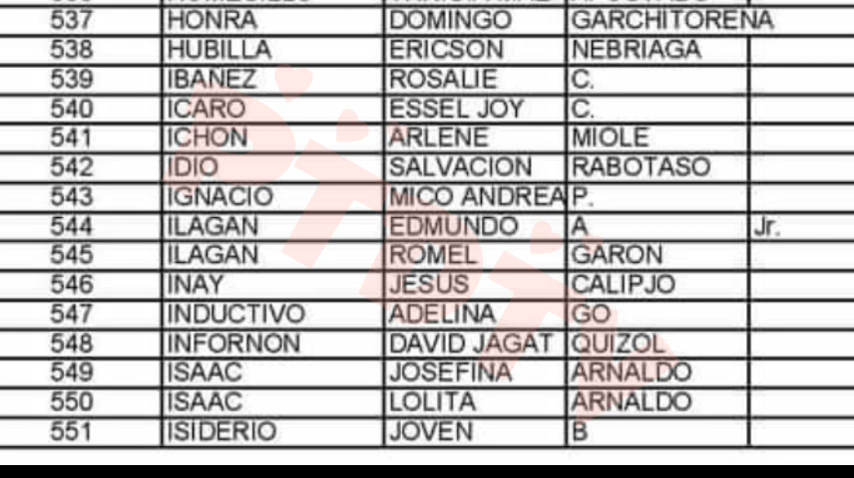 537 HONRA DOMINGO GARCHITORENA
538 HUBILLA ERICSON NEBRIAGA
539 IBAÑEZ ROSALIE C.
540 ICARO ESSEL JOY C.
541 ICHON ARLENE MIOLE
542 IDIO SALVACION RABOTASO
543 IGNACIO MICO ANDREA P.
544 ILAGAN EDMUNDO A Jr.
545 ILAGAN ROMEL GARON
546 INAY JESUS CALIPJO
547 INDUCTIVO ADELINA GO
548 INFORNON DAVID JAGAT QUIZOL
549 ISAAC JOSEFINA ARNALDO
550 ISAAC LOLITA ARNALDO
551 ISIDERIO JOVEN B